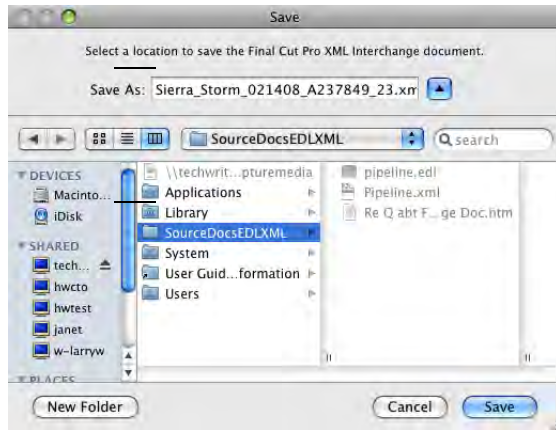 Save
Select a location to save the Final Cut Pro XML Interchange document.
Save As: Sierra_Storm_021408_A237849_23.xm
SourceDocsEDLXML
search
DEVICES
Macinto...
iDisk
SHARED
tech...
hwcto
hwtest
janet
w-larryw
PLACES
\\techwrit...pturemedia
Applications
Library
SourceDocsEDLXML
System
User Guid...formation
Users
pipeline.edl
Pipeline.xml
Re Q abt F...ge Doc.htm
New Folder
Cancel
Save